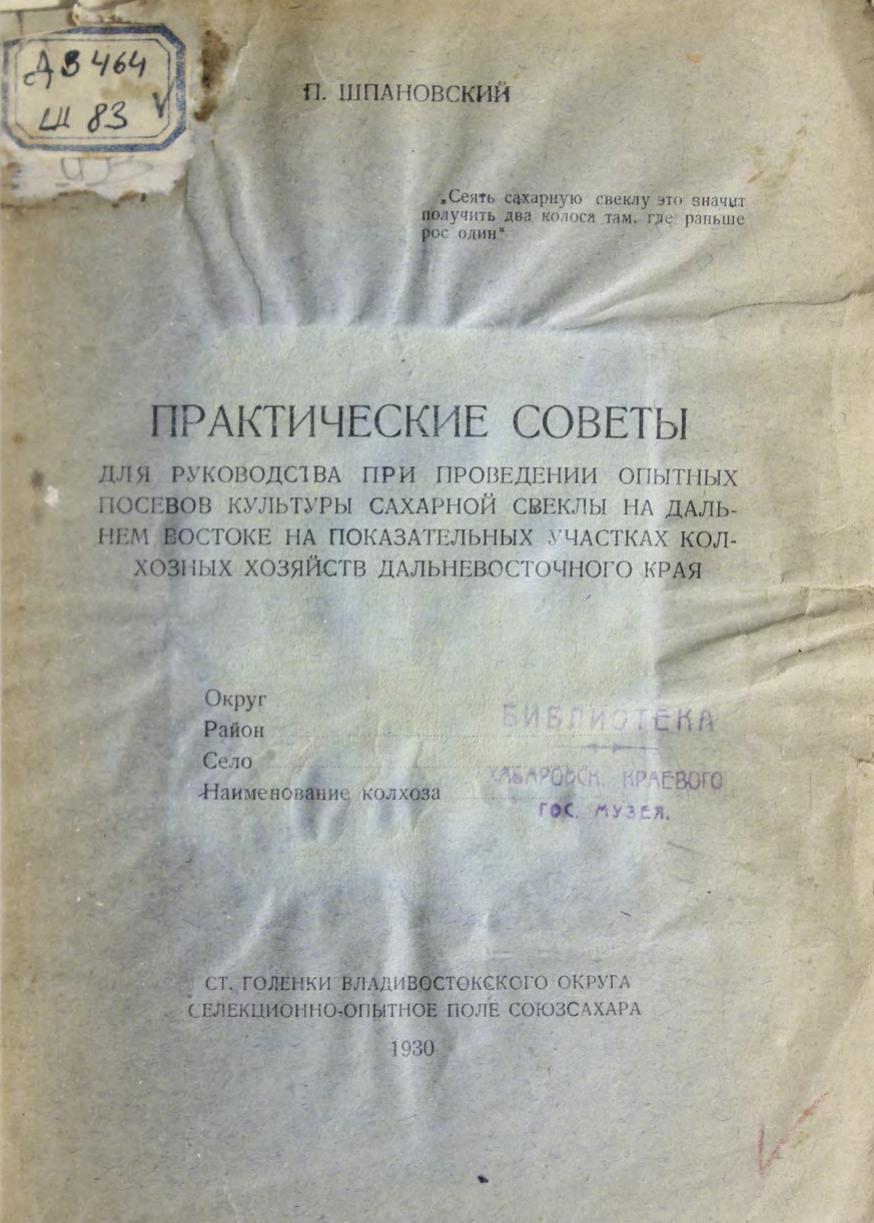 ДВ 464
Ш 83
П. ШПАНОВСКИЙ
„Сеять сахарную свеклу это значит
получить два колоса там, где раньше
рос один"
ПРАКТИЧЕСКИЕ СОВЕТЫ
ДЛЯ РУКОВОДСТВА ПРИ ПРОВЕДЕНИИ ОПЫТНЫХ
ПОСЕВОВ КУЛЬТУРЫ САХАРНОЙ СВЕКЛЫ НА ДАЛЬ-
НЕМ ВОСТОКЕ НА ПОКАЗАТЕЛЬНЫХ УЧАСТКАХ КОЛ-
ХОЗНЫХ ХОЗЯЙСТВ ДАЛЬНЕВОСТОЧНОГО КРАЯ
Округ
Район
Село
Наименование колхоза
БИБЛИОТЕКА
ХАБАРОВСК. КРАЕВОГО
ГОС. МУЗЕЯ.
СТ. ГОЛЕНКИ ВЛАДИВОСТОКСКОГО ОКРУГА
СЕЛЕКЦИОННО-ОПЫТНОЕ ПОЛЕ СОЮЗСАХАРА
1930